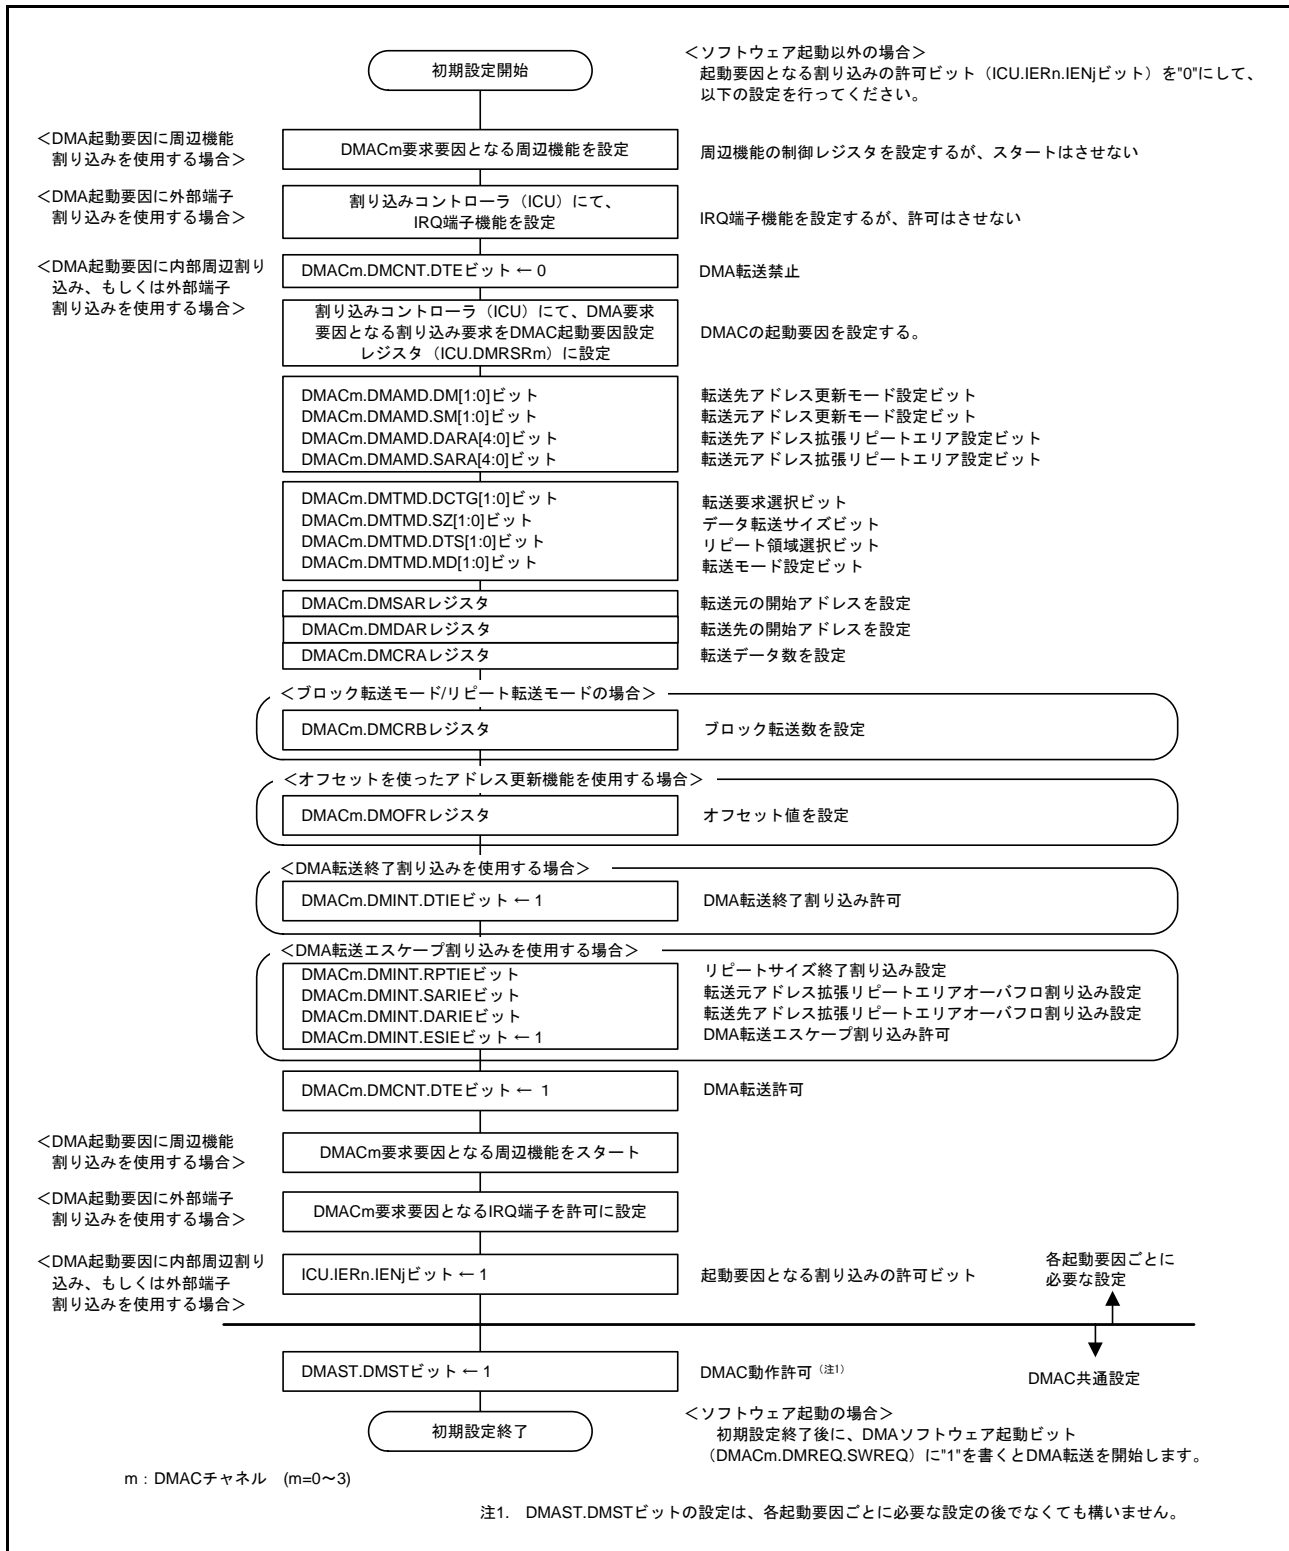 初期設定開始
＜ソフトウェア起動以外の場合＞
起動要因となる割り込みの許可ビット（ICU.IERn.IENjビット）を"0"にして、
以下の設定を行ってください。
＜DMA起動要因に周辺機能
割り込みを使用する場合＞
DMACm要求要因となる周辺機能を設定
周辺機能の制御レジスタを設定するが、スタートはさせない
＜DMA起動要因に外部端子
割り込みを使用する場合＞
割り込みコントローラ（ICU）にて、
IRQ端子機能を設定
IRQ端子機能を設定するが、許可はさせない
＜DMA起動要因に内部周辺割り
込み、もしくは外部端子
割り込みを使用する場合＞
DMACm.DMCNT.DTEビット ← 0
DMA転送禁止
割り込みコントローラ（ICU）にて、DMA要求
要因となる割り込み要求をDMAC起動要因設定
レジスタ（ICU.DMRSRm）に設定
DMACの起動要因を設定する。
DMACm.DMAMD.DM[1:0]ビット
転送先アドレス更新モード設定ビット
DMACm.DMAMD.SM[1:0]ビット
転送元アドレス更新モード設定ビット
DMACm.DMAMD.DARA[4:0]ビット
転送先アドレス拡張リピートエリア設定ビット
DMACm.DMAMD.SARA[4:0]ビット
転送元アドレス拡張リピートエリア設定ビット
DMACm.DMTMD.DCTG[1:0]ビット
転送要求選択ビット
DMACm.DMTMD.SZ[1:0]ビット
データ転送サイズビット
DMACm.DMTMD.DTS[1:0]ビット
リピート領域選択ビット
DMACm.DMTMD.MD[1:0]ビット
転送モード設定ビット
DMACm.DMSARレジスタ
転送元の開始アドレスを設定
DMACm.DMDARレジスタ
転送先の開始アドレスを設定
DMACm.DMCRAレジスタ
転送データ数を設定
＜ブロック転送モード/リピート転送モードの場合＞
DMACm.DMCRBレジスタ
ブロック転送数を設定
＜オフセットを使ったアドレス更新機能を使用する場合＞
DMACm.DMOFRレジスタ
オフセット値を設定
＜DMA転送終了割り込みを使用する場合＞
DMACm.DMINT.DTIEビット ← 1
DMA転送終了割り込み許可
＜DMA転送エスケープ割り込みを使用する場合＞
DMACm.DMINT.RPTIEビット
リピートサイズ終了割り込み設定
DMACm.DMINT.SARIEビット
転送元アドレス拡張リピートエリアオーバフロ割り込み設定
DMACm.DMINT.DARIEビット
転送先アドレス拡張リピートエリアオーバフロ割り込み設定
DMACm.DMINT.ESIEビット ← 1
DMA転送エスケープ割り込み許可
DMACm.DMCNT.DTEビット ← 1
DMA転送許可
＜DMA起動要因に周辺機能
割り込みを使用する場合＞
DMACm要求要因となる周辺機能をスタート
＜DMA起動要因に外部端子
割り込みを使用する場合＞
DMACm要求要因となるIRQ端子を許可に設定
＜DMA起動要因に内部周辺割り
込み、もしくは外部端子
割り込みを使用する場合＞
ICU.IERn.IENjビット ← 1
起動要因となる割り込みの許可ビット
各起動要因ごとに
必要な設定
DMAST.DMSTビット ← 1
DMAC動作許可（注1）
DMAC共通設定
初期設定終了
＜ソフトウェア起動の場合＞
初期設定終了後に、DMAソフトウェア起動ビット
（DMACm.DMREQ.SWREQ）に"1"を書くとDMA転送を開始します。
m：DMACチャネル (m=0～3)
注1. DMAST.DMSTビットの設定は、各起動要因ごとに必要な設定の後でなくても構いません。